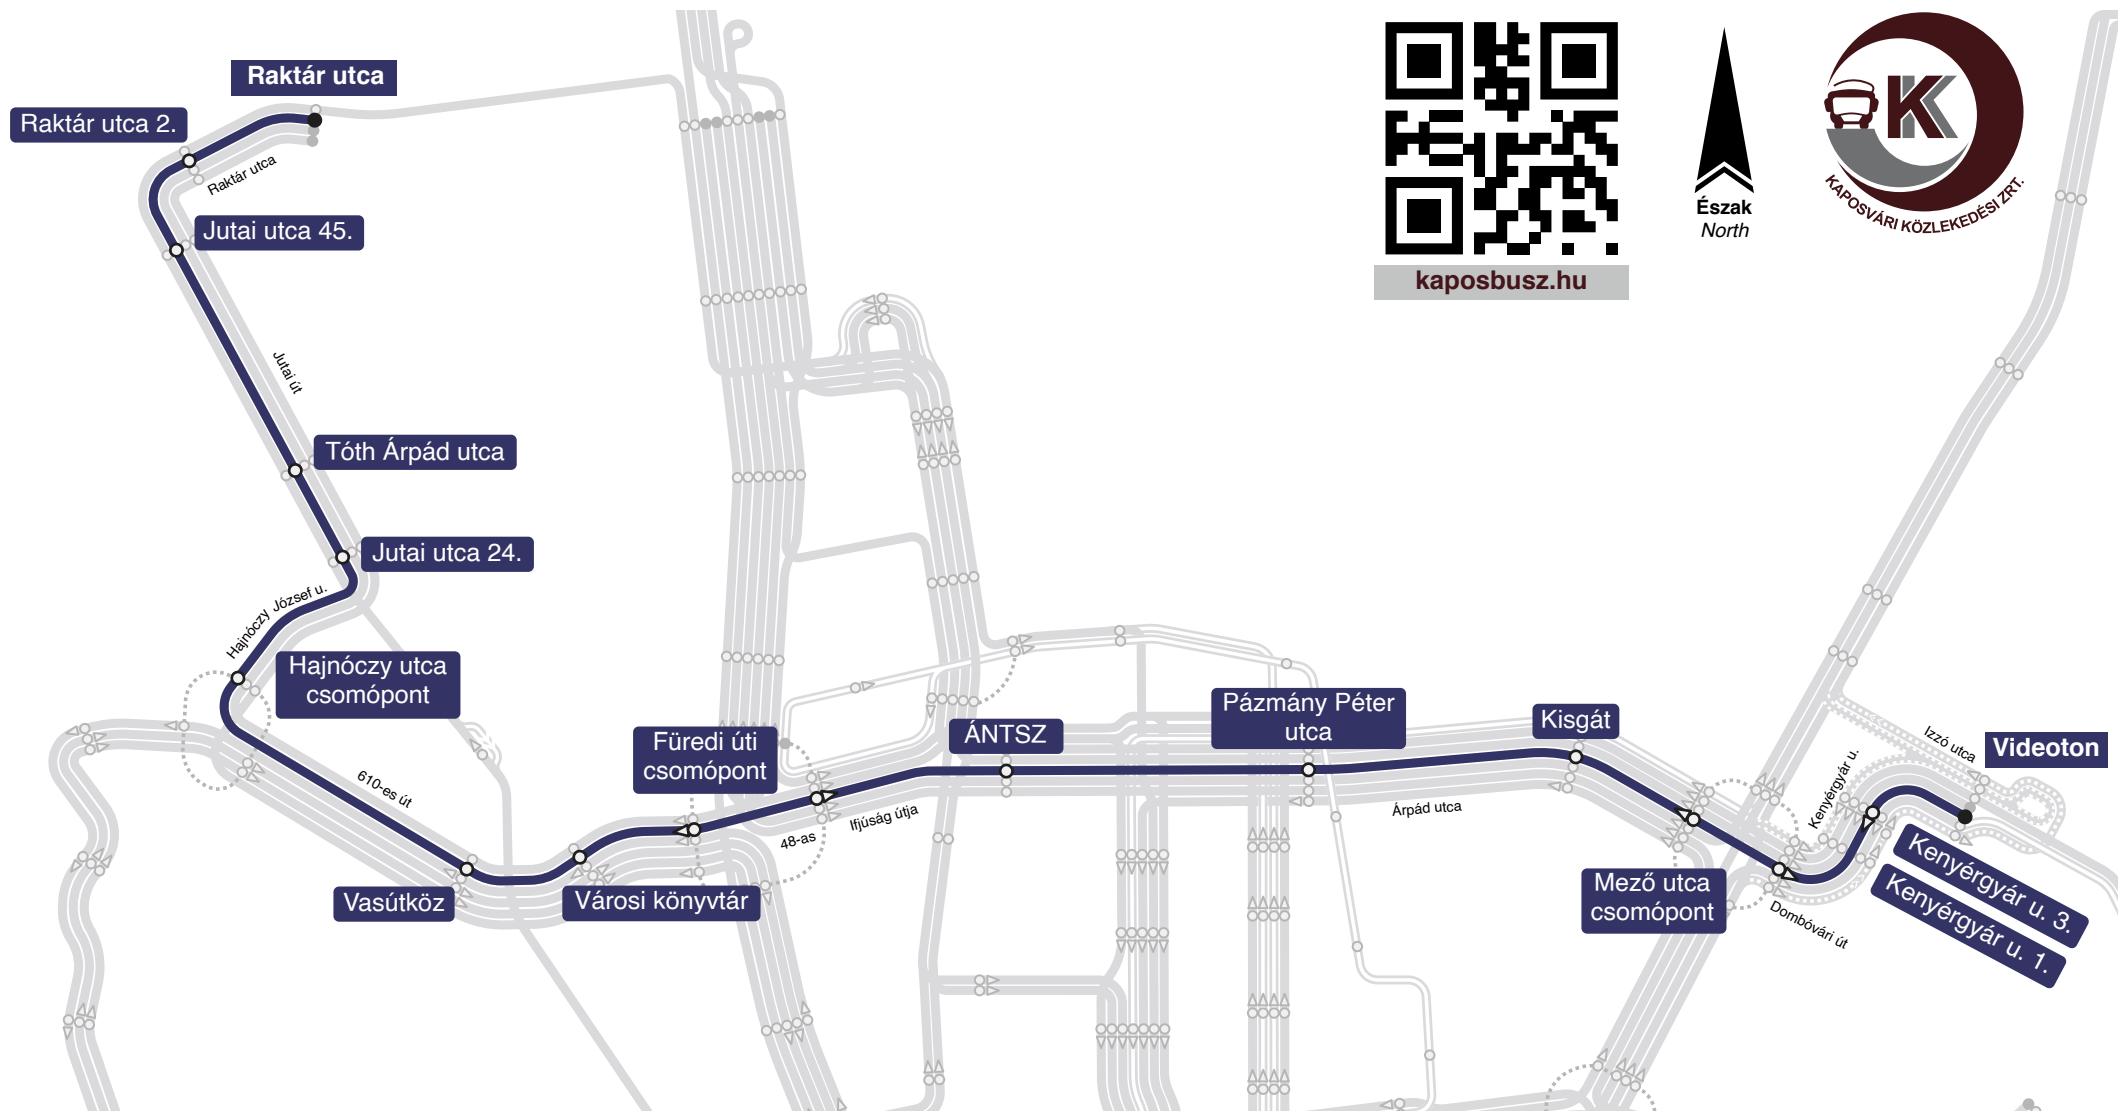 Raktár utca
Raktár utca 2.
Raktár utca
Jutai utca 45.
Jutai út
Tóth Árpád utca
Jutai utca 24.
Hajnóczy József u.
Hajnóczy utca
csomópont
610-es út
Vasútköz
Városi könyvtár
Füredi úti
csomópont
48-as
Ifjúság útja
ÁNTSZ
Pázmány Péter
utca
Árpád utca
Kisgát
Mező utca
csomópont
Dombóvári út
Kenyérgyár u.
Izzó utca
Videoton
Kenyérgyár u. 3.
Kenyérgyár u. 1.
kaposbusz.hu
Észak
North
KK
KAPOSVÁRI KÖZLEKEDÉSI ZRT.